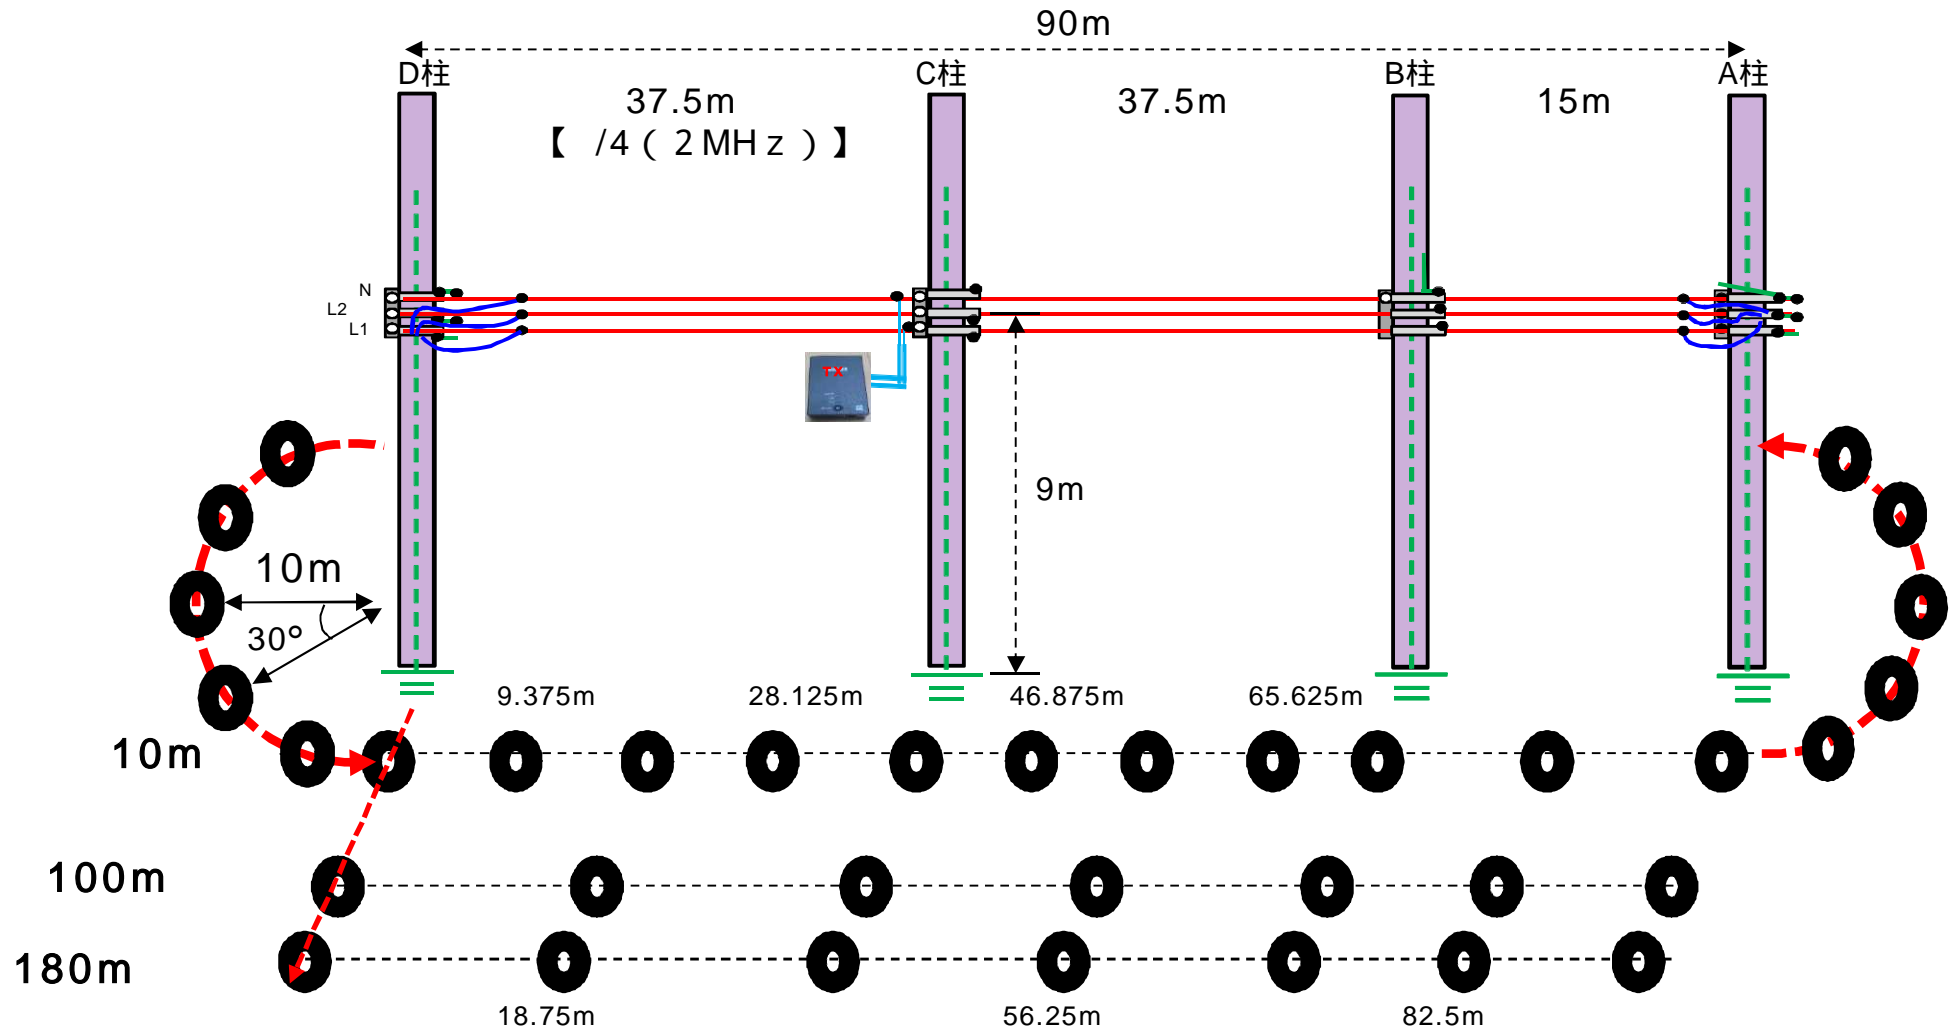 90m
D柱
C柱
B柱
A柱
37.5m
37.5m
15m
【 /4(2MHz)】
N
L2
L1
TX
9m
10m
30°
9.375m
28.125m
46.875m
65.625m
10m
100m
180m
18.75m
56.25m
82.5m